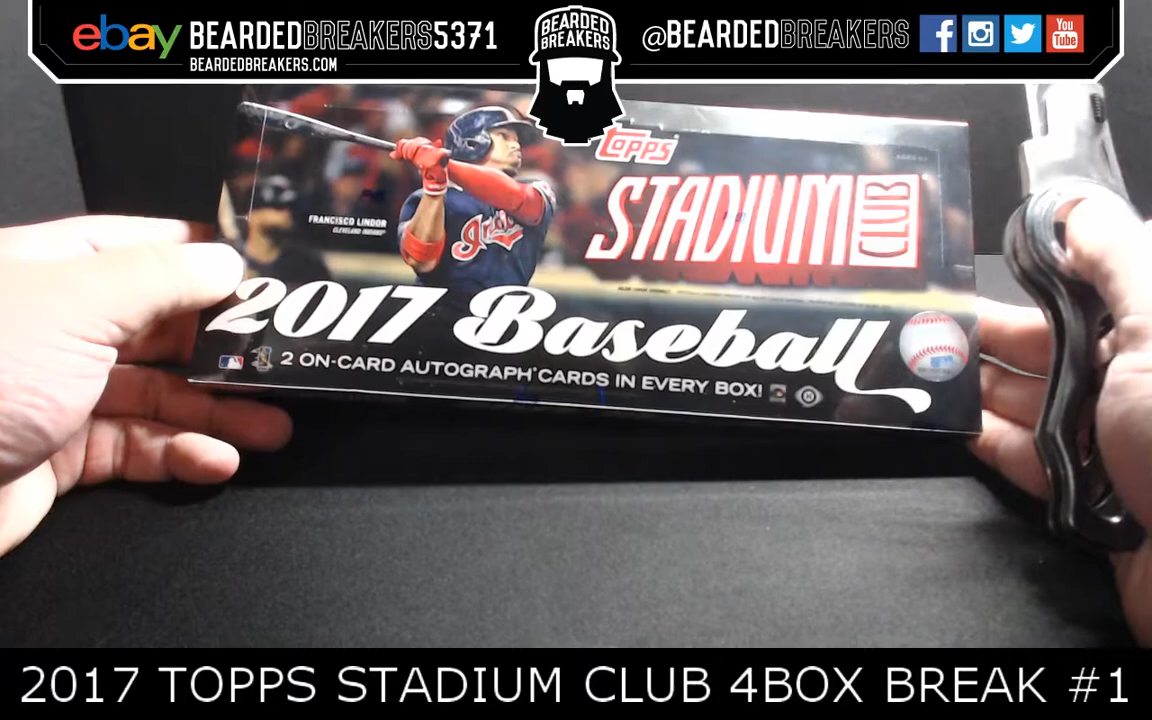 ebay BEARDEDBREAKERS5371
BEARDEDBREAKERS.COM
BEARDED BREAKERS
@BEARDEDBREAKERS
You Tube
TOPPS
STADIUM CLUB
FRANCISCO LINDOR
CLEVELAND INDIANS
Indians
2017 Baseball
2 ON-CARD AUTOGRAPH* CARDS IN EVERY BOX!
2017 TOPPS STADIUM CLUB 4BOX BREAK #1